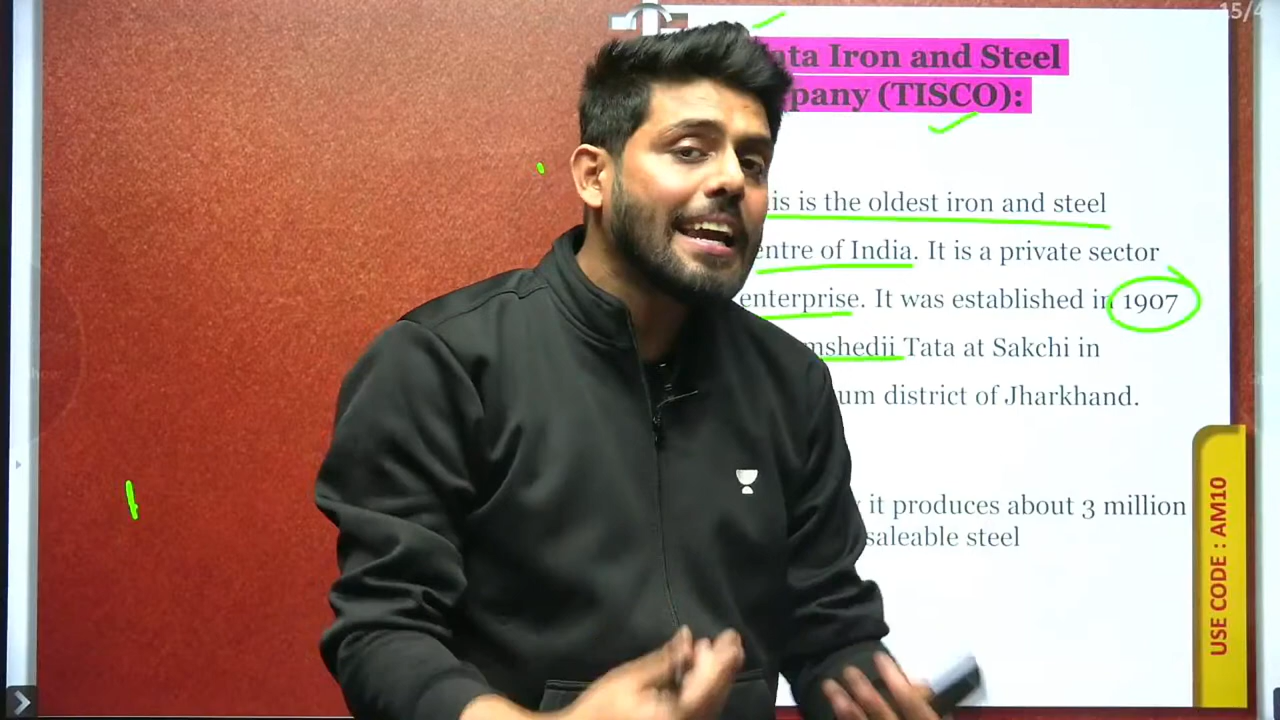 15/4
ata Iron and Steel
pany (TISCO):
is is the oldest iron and steel
entre of India. It is a private sector
enterprise. It was established in 1907
mshedji Tata at Sakchi in
um district of Jharkhand.
it produces about 3 million
saleable steel
USE CODE : AM10